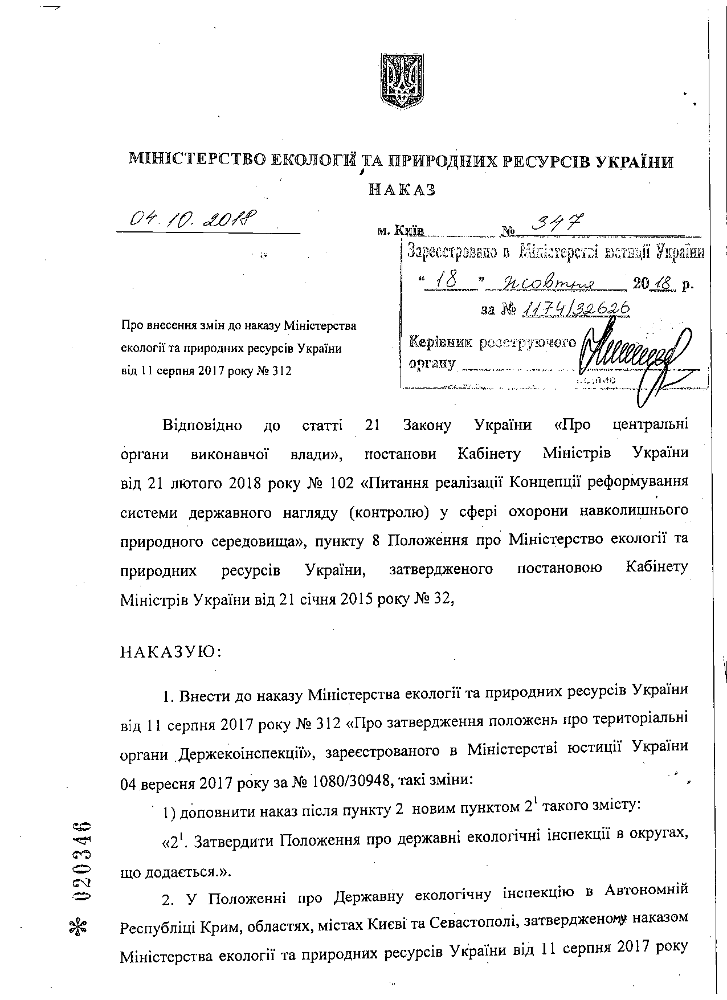 МІНІСТЕРСТВО ЕКОЛОГІЇ ТА ПРИРОДНИХ РЕСУРСІВ УКРАЇНИ
НАКАЗ
04.10.2018
м. Київ № 347
Зареєстровано в Міністерстві юстиції України
“ 18 ” жовтня 2018 р.
за № 1174/32626
Керівник реєструючого
органу
підпис
Про внесення змін до наказу Міністерства
екології та природних ресурсів України
від 11 серпня 2017 року № 312
Відповідно до статті 21 Закону України «Про центральні
органи виконавчої влади», постанови Кабінету Міністрів України
від 21 лютого 2018 року № 102 «Питання реалізації Концепції реформування
системи державного нагляду (контролю) у сфері охорони навколишнього
природного середовища», пункту 8 Положення про Міністерство екології та
природних ресурсів України, затвердженого постановою Кабінету
Міністрів України від 21 січня 2015 року № 32,
НАКАЗУЮ:
1. Внести до наказу Міністерства екології та природних ресурсів України
від 11 серпня 2017 року № 312 «Про затвердження положень про територіальні
органи Держекоінспекції», зареєстрованого в Міністерстві юстиції України
04 вересня 2017 року за № 1080/30948, такі зміни:
1) доповнити наказ після пункту 2 новим пунктом 2¹ такого змісту:
«2¹. Затвердити Положення про державні екологічні інспекції в округах,
що додається.».
2. У Положенні про Державну екологічну інспекцію в Автономній
Республіці Крим, областях, містах Києві та Севастополі, затвердженому наказом
Міністерства екології та природних ресурсів України від 11 серпня 2017 року
* 020346